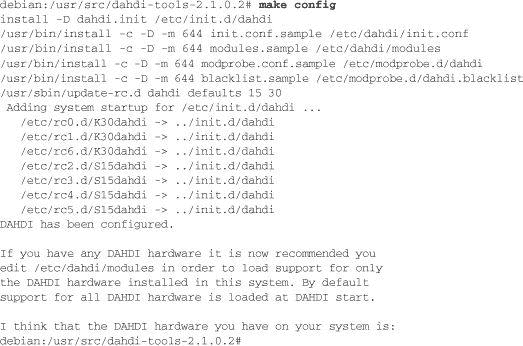 debian:/usr/src/dahdi-tools-2.1.0.2# make config
install -D dahdi.init /etc/init.d/dahdi
/usr/bin/install -c -D -m 644 init.conf.sample /etc/dahdi/init.conf
/usr/bin/install -c -D -m 644 modules.sample /etc/dahdi/modules
/usr/bin/install -c -D -m 644 modprobe.conf.sample /etc/modprobe.d/dahdi
/usr/bin/install -c -D -m 644 blacklist.sample /etc/modprobe.d/dahdi.blacklist
/usr/sbin/update-rc.d dahdi defaults 15 30
 Adding system startup for /etc/init.d/dahdi ...
   /etc/rc0.d/K30dahdi -> ../init.d/dahdi
   /etc/rc1.d/K30dahdi -> ../init.d/dahdi
   /etc/rc6.d/K30dahdi -> ../init.d/dahdi
   /etc/rc2.d/S15dahdi -> ../init.d/dahdi
   /etc/rc3.d/S15dahdi -> ../init.d/dahdi
   /etc/rc4.d/S15dahdi -> ../init.d/dahdi
   /etc/rc5.d/S15dahdi -> ../init.d/dahdi
DAHDI has been configured.

If you have any DAHDI hardware it is now recommended you
edit /etc/dahdi/modules in order to load support for only
the DAHDI hardware installed in this system. By default
support for all DAHDI hardware is loaded at DAHDI start.

I think that the DAHDI hardware you have on your system is:
debian:/usr/src/dahdi-tools-2.1.0.2#